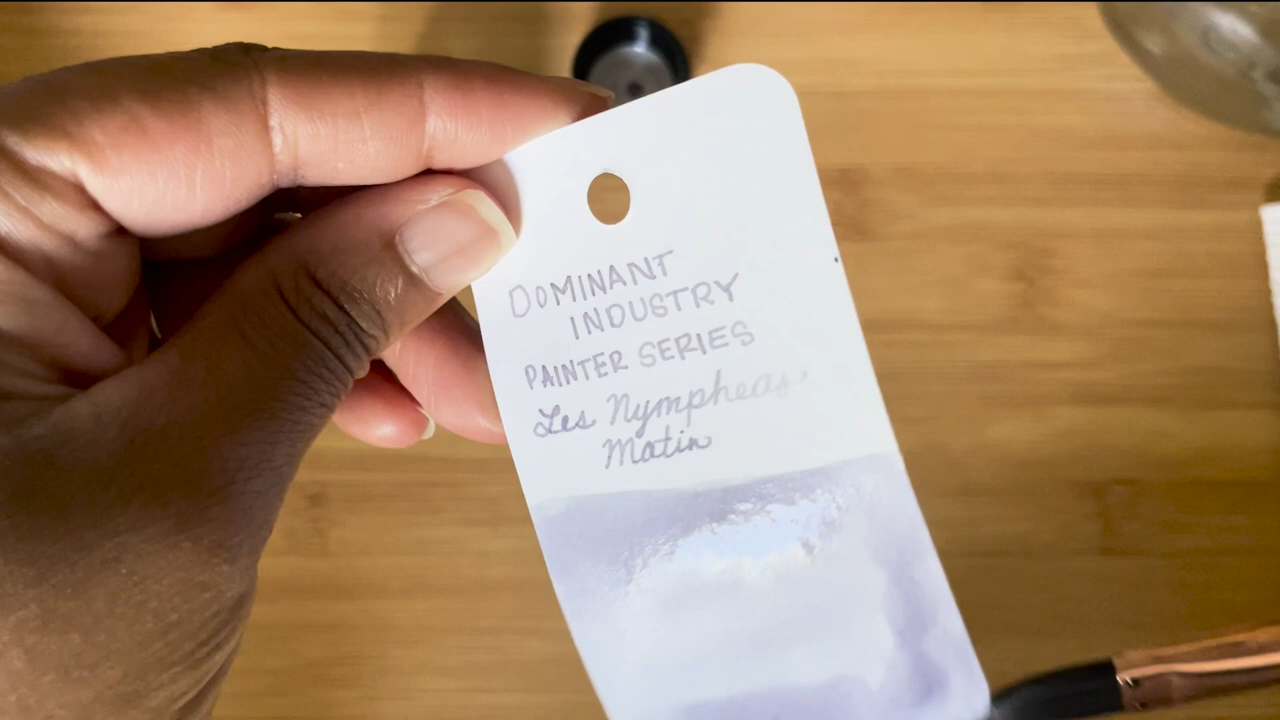 DOMINANT
INDUSTRY
PAINTER SERIES
Les Nympheas
Matin